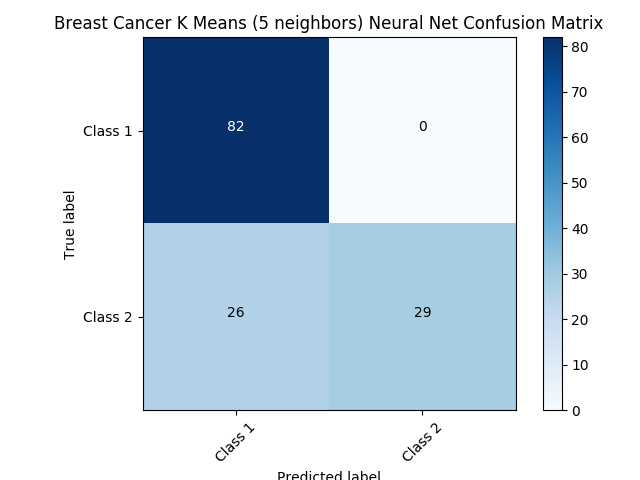 Breast Cancer K Means (5 neighbors) Neural Net Confusion Matrix
True label
Class 1
Class 2
82
0
26
29
Class 1
Class 2
Predicted label
80
70
60
50
40
30
20
10
0